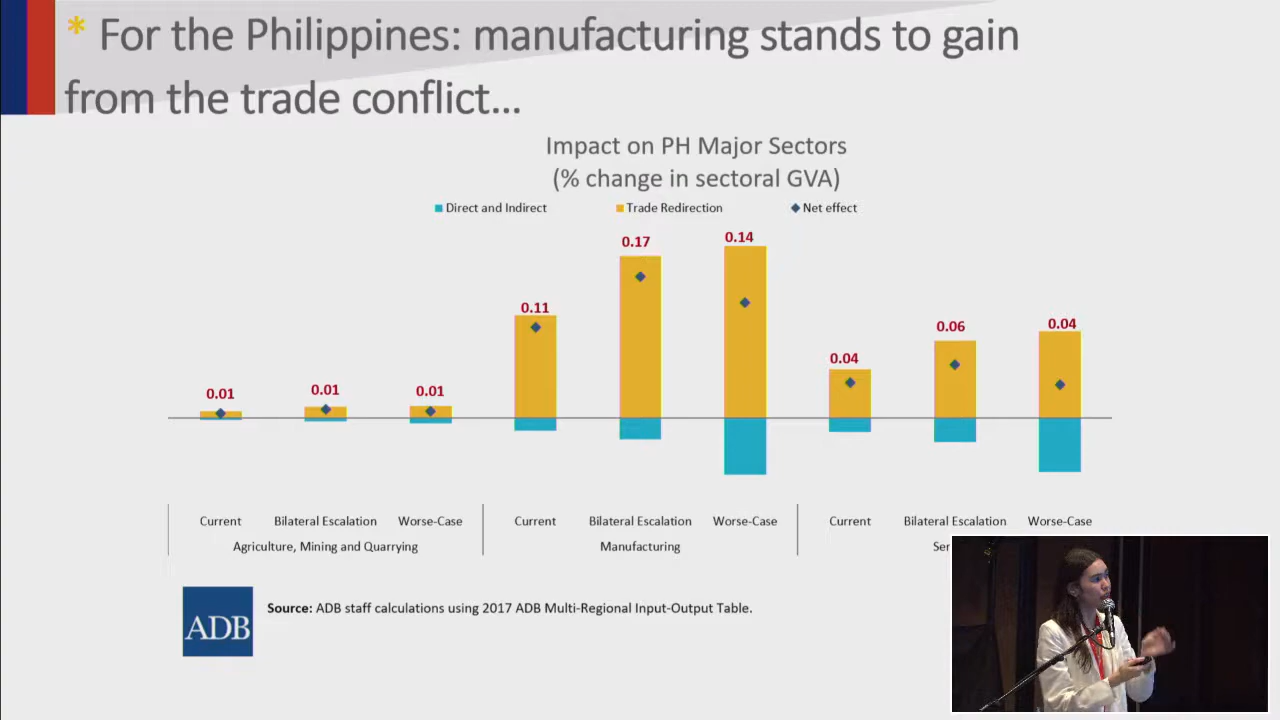 * For the Philippines: manufacturing stands to gain
from the trade conflict...
Impact on PH Major Sectors
(% change in sectoral GVA)
Direct and Indirect Trade Redirection Net effect
0.01 0.01 0.01 0.11 0.17 0.14 0.04 0.06 0.04
Current Bilateral Escalation Worse-Case Current Bilateral Escalation Worse-Case Current Bilateral Escalation Worse-Case
Agriculture, Mining and Quarrying Manufacturing Ser
ADB
Source: ADB staff calculations using 2017 ADB Multi-Regional Input-Output Table.